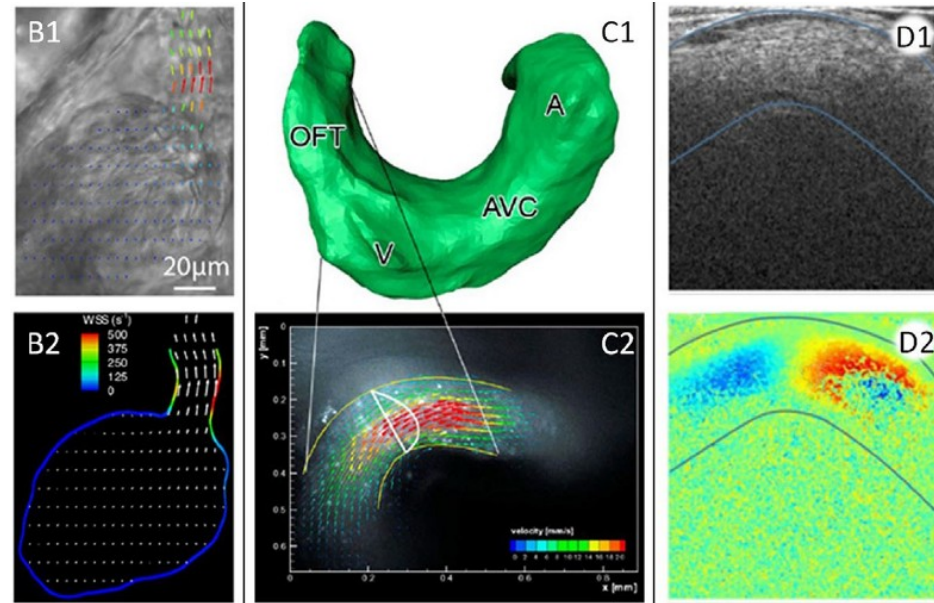 B1
20μm
B2
WSS (s⁻¹)
500
375
250
125
0
C1
OFT
A
AVC
V
C2
0
0.1
0.2
0.3
0.4
0.5
0.6
y [mm]
0
0.2
0.4
0.6
0.8
x [mm]
velocity [mm/s]
0 2 4 6 8 10 12 14 16 18 20
D1
D2